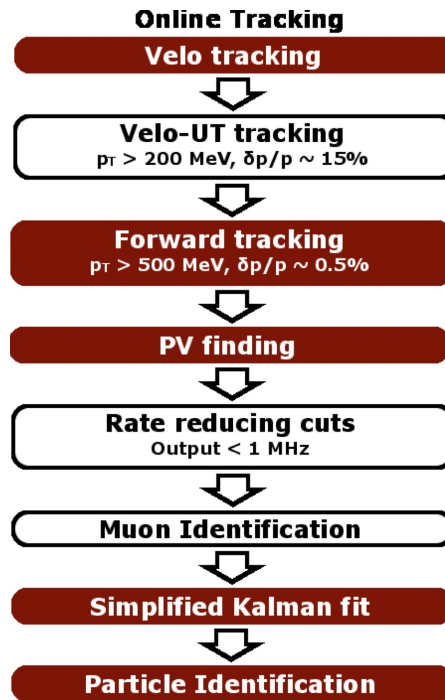 Online Tracking
Velo tracking
Velo-UT tracking
pT > 200 MeV, δp/p ~ 15%
Forward tracking
pT > 500 MeV, δp/p ~ 0.5%
PV finding
Rate reducing cuts
Output < 1 MHz
Muon Identification
Simplified Kalman fit
Particle Identification